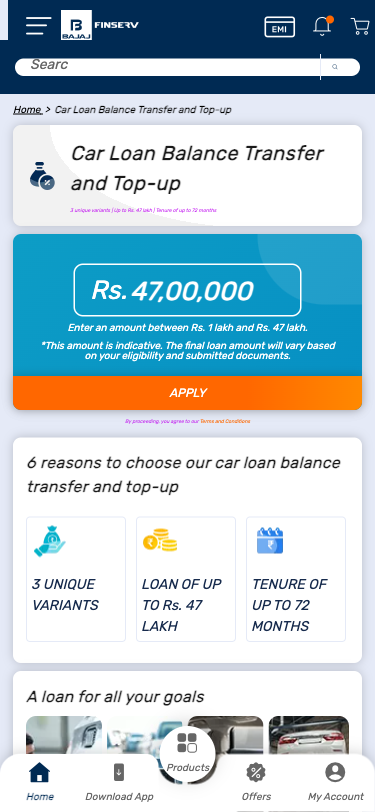 BAJAJ
FINSERV
EMI
Searc
Home > Car Loan Balance Transfer and Top-up
Car Loan Balance Transfer
and Top-up
3 unique variants | Up to Rs. 47 lakh | Tenure of up to 72 months
Rs. 47,00,000
Enter an amount between Rs. 1 lakh and Rs. 47 lakh.
*This amount is indicative. The final loan amount will vary based
on your eligibility and submitted documents.
APPLY
By proceeding, you agree to our Terms and Conditions
6 reasons to choose our car loan balance
transfer and top-up
3 UNIQUE
VARIANTS
LOAN OF UP
TO Rs. 47
LAKH
TENURE OF
UP TO 72
MONTHS
A loan for all your goals
Home
Download App
Products
Offers
My Account